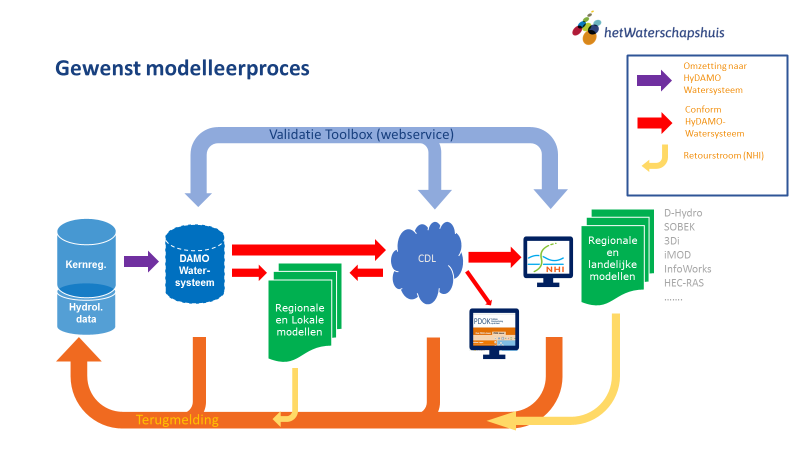 hetWaterschapshuis
Gewenst modelleerproces
Omzetting naar
HyDAMO
Watersysteem
Conform
HyDAMO-
Watersysteem
Retourstroom (NHI)
Validatie Toolbox (webservice)
Kernreg.
Hydrol.
data
DAMO
Water-
systeem
Regionale
en Lokale
modellen
CDL
NHI
PDOK
Regionale
en
landelijke
modellen
D-Hydro
SOBEK
3Di
iMOD
InfoWorks
HEC-RAS
…….
Terugmelding